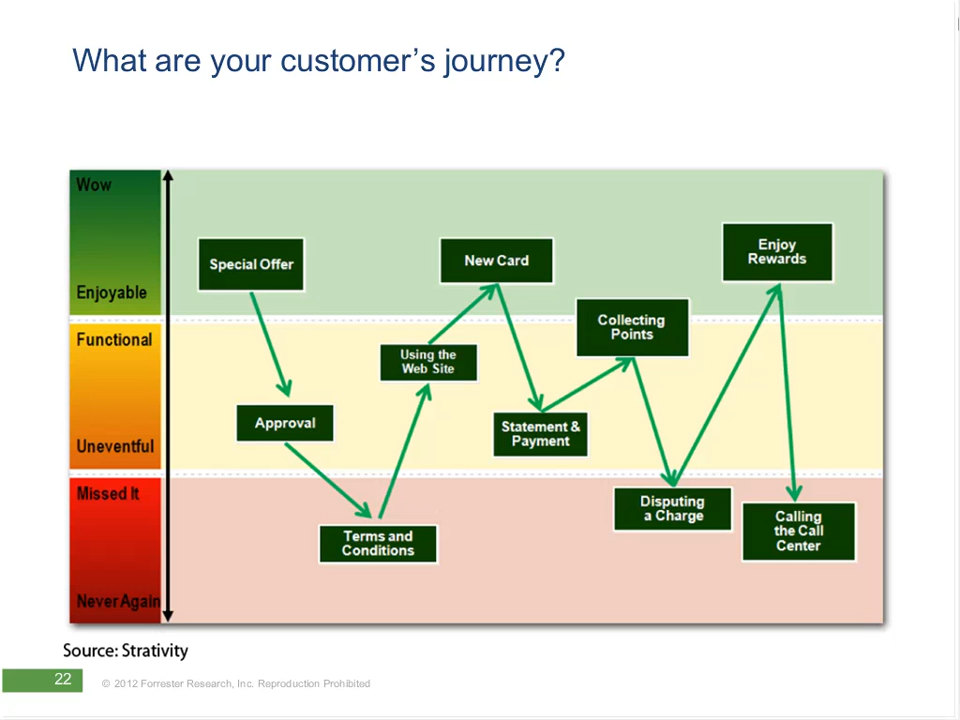 What are your customer’s journey?
Wow
Enjoyable
Functional
Uneventful
Missed It
Never Again
Special Offer
Approval
Terms and
Conditions
Using the
Web Site
New Card
Statement &
Payment
Collecting
Points
Disputing
a Charge
Enjoy
Rewards
Calling
the Call
Center
Source: Strativity
22
© 2012 Forrester Research, Inc. Reproduction Prohibited